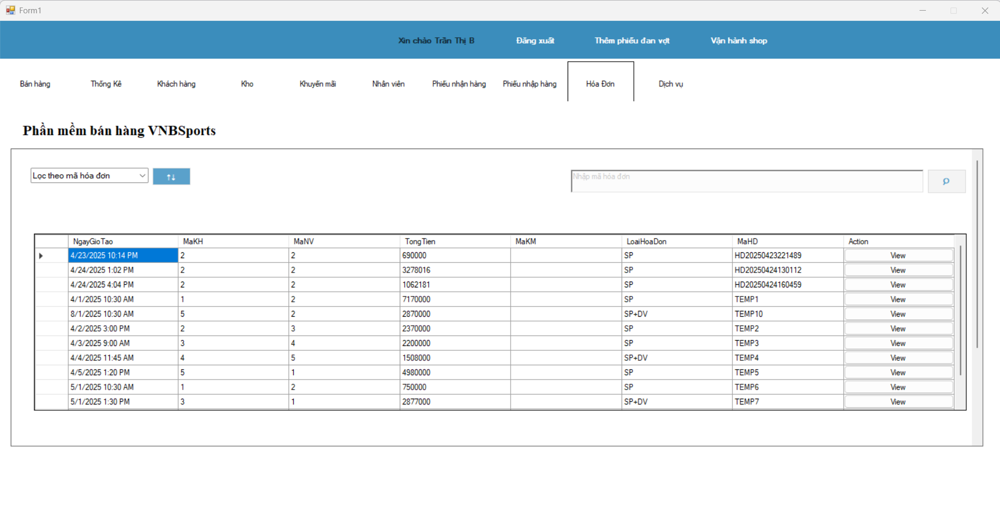 Form1
Xin chào Trần Thị B Đăng xuất Thêm phiếu đan vợt Vận hành shop
Bán hàng Thống Kê Khách hàng Kho Khuyến mãi Nhân viên Phiếu nhận hàng Phiếu nhập hàng Hóa Đơn Dịch vụ
Phần mềm bán hàng VNBSports
Lọc theo mã hóa đơn ↑↓ Nhập mã hóa đơn
NgayGioTao MaKH MaNV TongTien MaKM LoaiHoaDon MaHD Action
4/23/2025 10:14 PM 2 2 690000 SP HD20250423221489 View
4/24/2025 1:02 PM 2 2 3278016 SP HD20250424130112 View
4/24/2025 4:04 PM 2 2 1062181 SP HD20250424160459 View
4/1/2025 10:30 AM 1 2 7170000 SP TEMP1 View
8/1/2025 10:30 AM 5 2 2870000 SP+DV TEMP10 View
4/2/2025 3:00 PM 2 3 2370000 SP TEMP2 View
4/3/2025 9:00 AM 3 4 2200000 SP TEMP3 View
4/4/2025 11:45 AM 4 5 1508000 SP+DV TEMP4 View
4/5/2025 1:20 PM 5 1 4980000 SP TEMP5 View
5/1/2025 10:30 AM 1 2 750000 SP TEMP6 View
5/1/2025 1:30 PM 3 1 2877000 SP+DV TEMP7 View